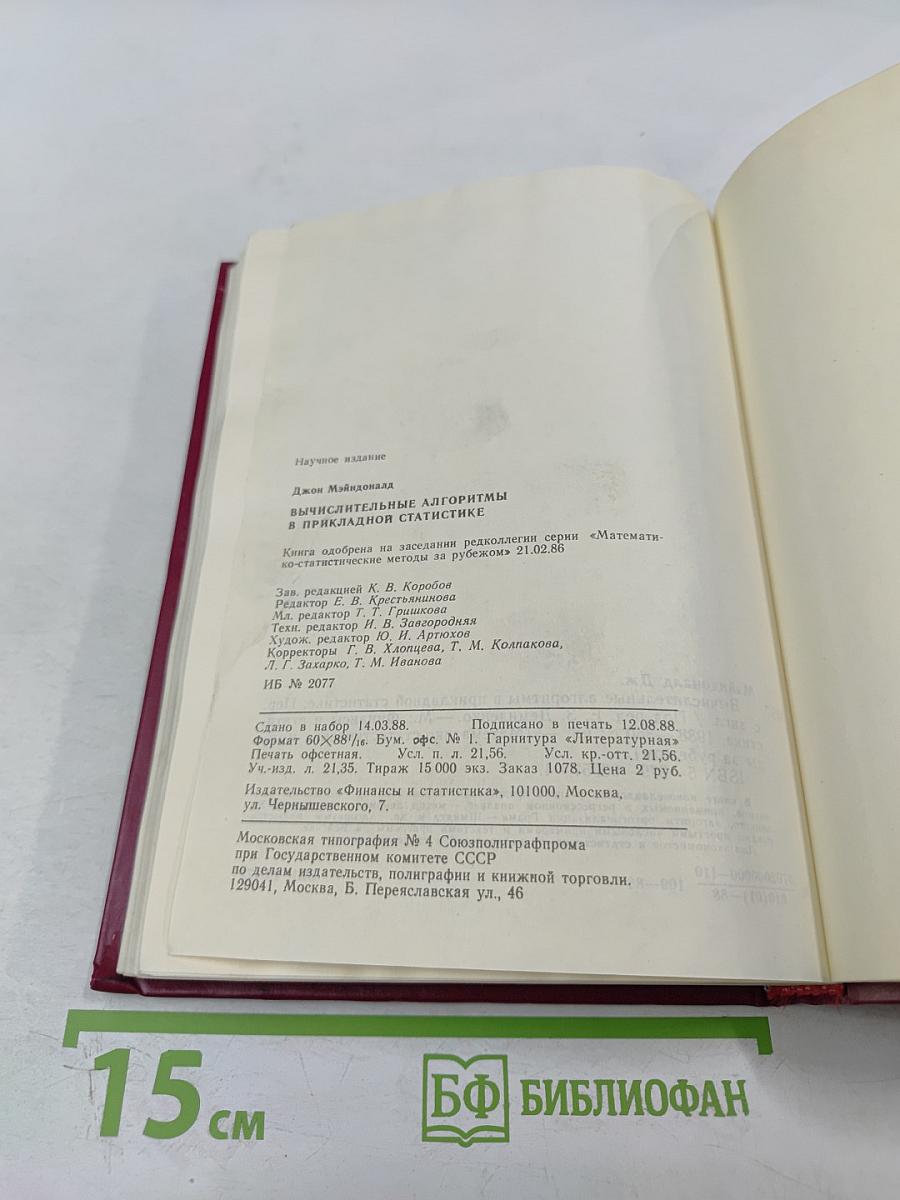 Научное издание
Джон Мэйндоналд
ВЫЧИСЛИТЕЛЬНЫЕ АЛГОРИТМЫ
В ПРИКЛАДНОЙ СТАТИСТИКЕ
Книга одобрена на заседании редколлегии серии «Математи-
ко-статистические методы за рубежом» 21.02.86
Зав. редакцией К. В. Коробов
Редактор Е. В. Крестьянинова
Мл. редактор Т. Т. Гришкова
Техн. редактор И. В. Завгородняя
Худож. редактор Ю. И. Артюхов
Корректоры Г. В. Хлопцева, Т. М. Колпакова,
Л. Г. Захарко, Т. М. Иванова
ИБ № 2077
Сдано в набор 14.03.88. Подписано в печать 12.08.88.
Формат 60×88¹/₁₆. Бум. офс. № 1. Гарнитура «Литературная»
Печать офсетная. Усл. п. л. 21,56. Усл. кр.-отт. 21,56.
Уч.-изд. л. 21,35. Тираж 15 000 экз. Заказ 1078. Цена 2 руб.
Издательство «Финансы и статистика», 101000, Москва,
ул. Чернышевского, 7.
Московская типография № 4 Союзполиграфпрома
при Государственном комитете СССР
по делам издательств, полиграфии и книжной торговли.
129041, Москва, Б. Переяславская ул., 46
15 см
БФ БИБЛИОФАН